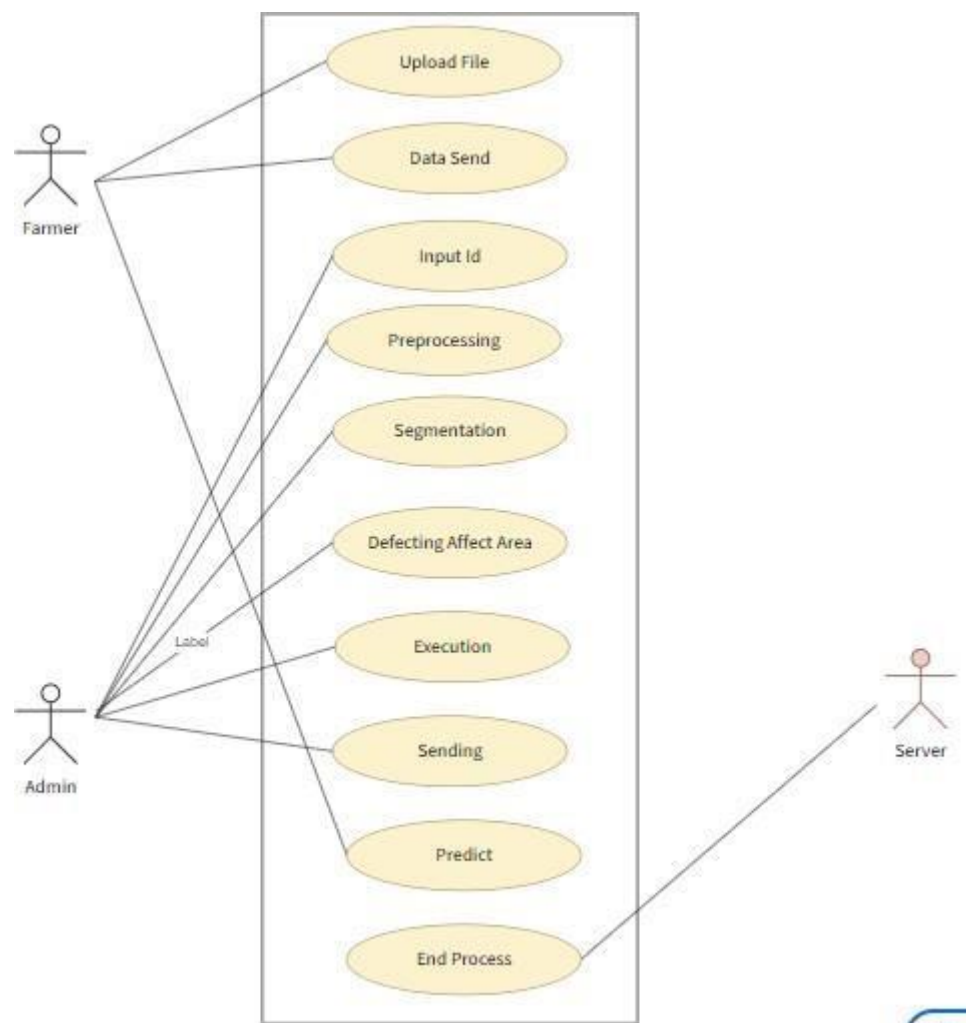 Upload File
Data Send
Farmer
Input Id
Preprocessing
Segmentation
Defecting Affect Area
Label
Execution
Sending
Server
Admin
Predict
End Process